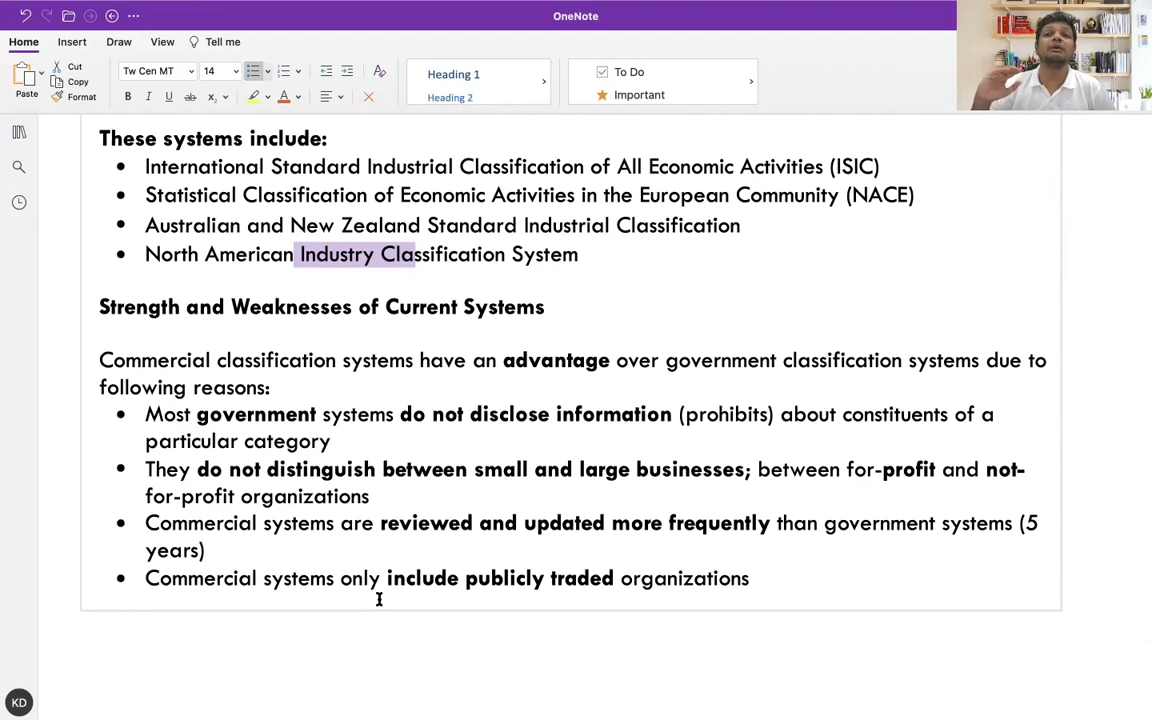 OneNote
Home Insert Draw View Tell me
Paste
Cut
Copy
Format
Tw Cen MT 14
B I U ab x₂ A
Heading 1
Heading 2
To Do
Important
These systems include:
• International Standard Industrial Classification of All Economic Activities (ISIC)
• Statistical Classification of Economic Activities in the European Community (NACE)
• Australian and New Zealand Standard Industrial Classification
• North American Industry Classification System
Strength and Weaknesses of Current Systems
Commercial classification systems have an advantage over government classification systems due to
following reasons:
• Most government systems do not disclose information (prohibits) about constituents of a
particular category
• They do not distinguish between small and large businesses; between for-profit and not-
for-profit organizations
• Commercial systems are reviewed and updated more frequently than government systems (5
years)
• Commercial systems only include publicly traded organizations
KD